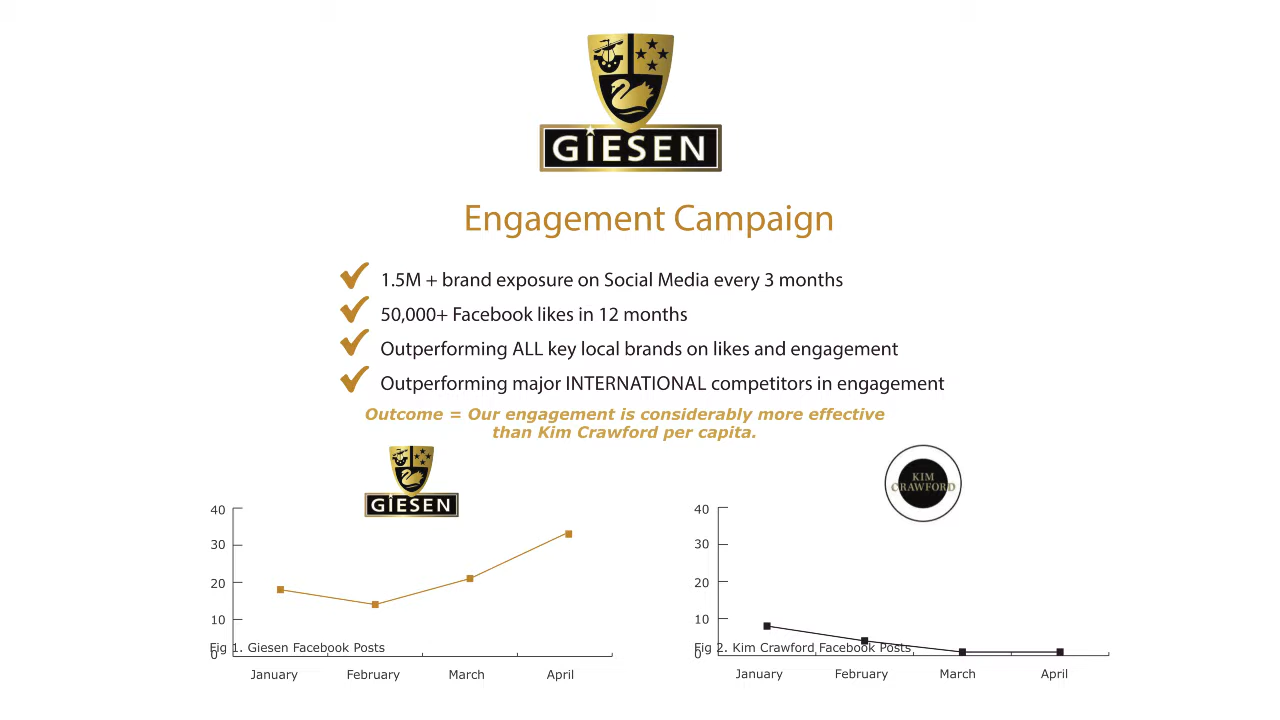 GIESEN
Engagement Campaign
1.5M + brand exposure on Social Media every 3 months
50,000+ Facebook likes in 12 months
Outperforming ALL key local brands on likes and engagement
Outperforming major INTERNATIONAL competitors in engagement
Outcome = Our engagement is considerably more effective
than Kim Crawford per capita.
GIESEN
40
30
20
10
0
Fig 1. Giesen Facebook Posts
January February March April
KIM
CRAWFORD
40
30
20
10
0
Fig 2. Kim Crawford Facebook Posts
January February March April